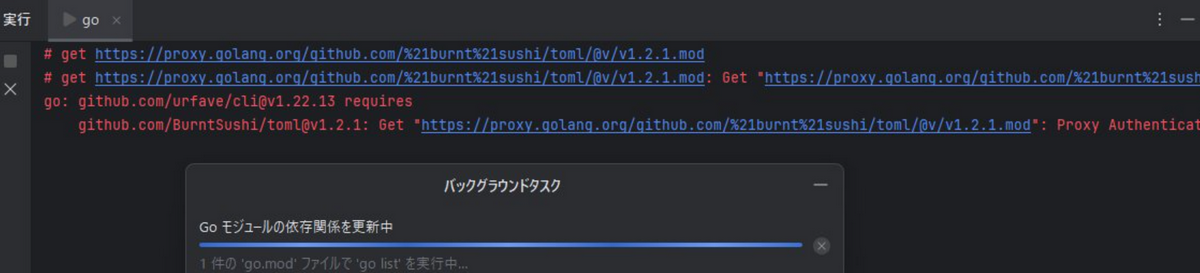 実行
go
# get https://proxy.golang.org/github.com/%21burnt%21sushi/toml/@v/v1.2.1.mod
# get https://proxy.golang.org/github.com/%21burnt%21sushi/toml/@v/v1.2.1.mod: Get "https://proxy.golang.org/github.com/%21burnt%21sush
go: github.com/urfave/cli@v1.22.13 requires
github.com/BurntSushi/toml@v1.2.1: Get "https://proxy.golang.org/github.com/%21burnt%21sushi/toml/@v/v1.2.1.mod": Proxy Authenticat
バックグラウンドタスク
Go モジュールの依存関係を更新中
1 件の 'go.mod' ファイルで 'go list' を実行中...